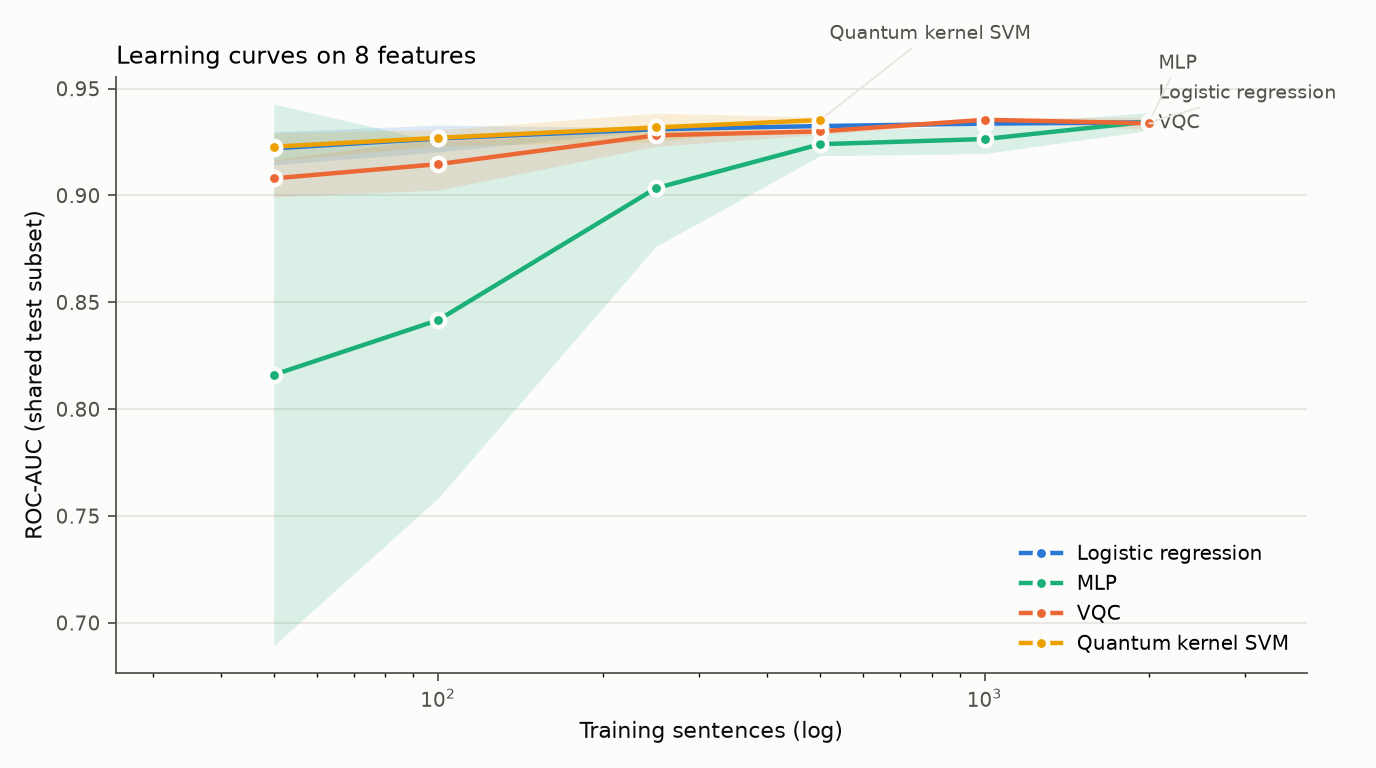 Quantum kernel SVM
Learning curves on 8 features
MLP
Logistic regression
VQC
0.95
0.90
0.85
0.80
0.75
0.70
ROC-AUC (shared test subset)
Logistic regression
MLP
VQC
Quantum kernel SVM
10²
10³
Training sentences (log)